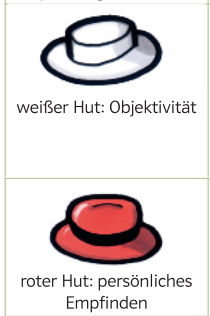 weißer Hut: Objektivität
roter Hut: persönliches
Empfinden